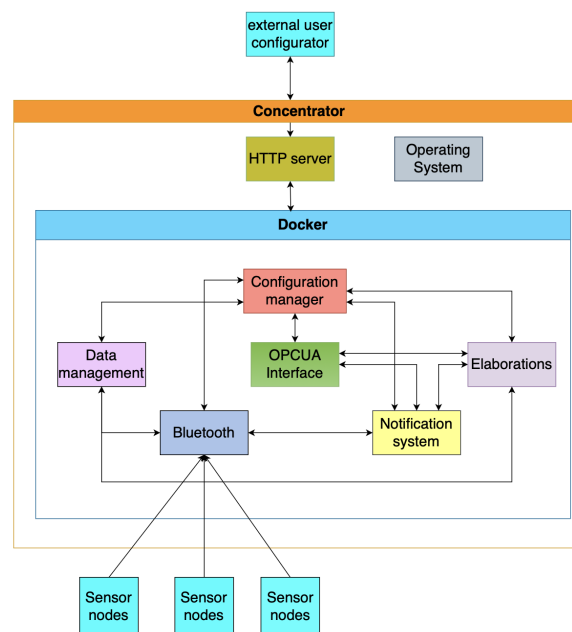 external user
configurator
Concentrator
HTTP server
Operating
System
Docker
Configuration
manager
Data
management
OPCUA
Interface
Elaborations
Bluetooth
Notification
system
Sensor
nodes
Sensor
nodes
Sensor
nodes